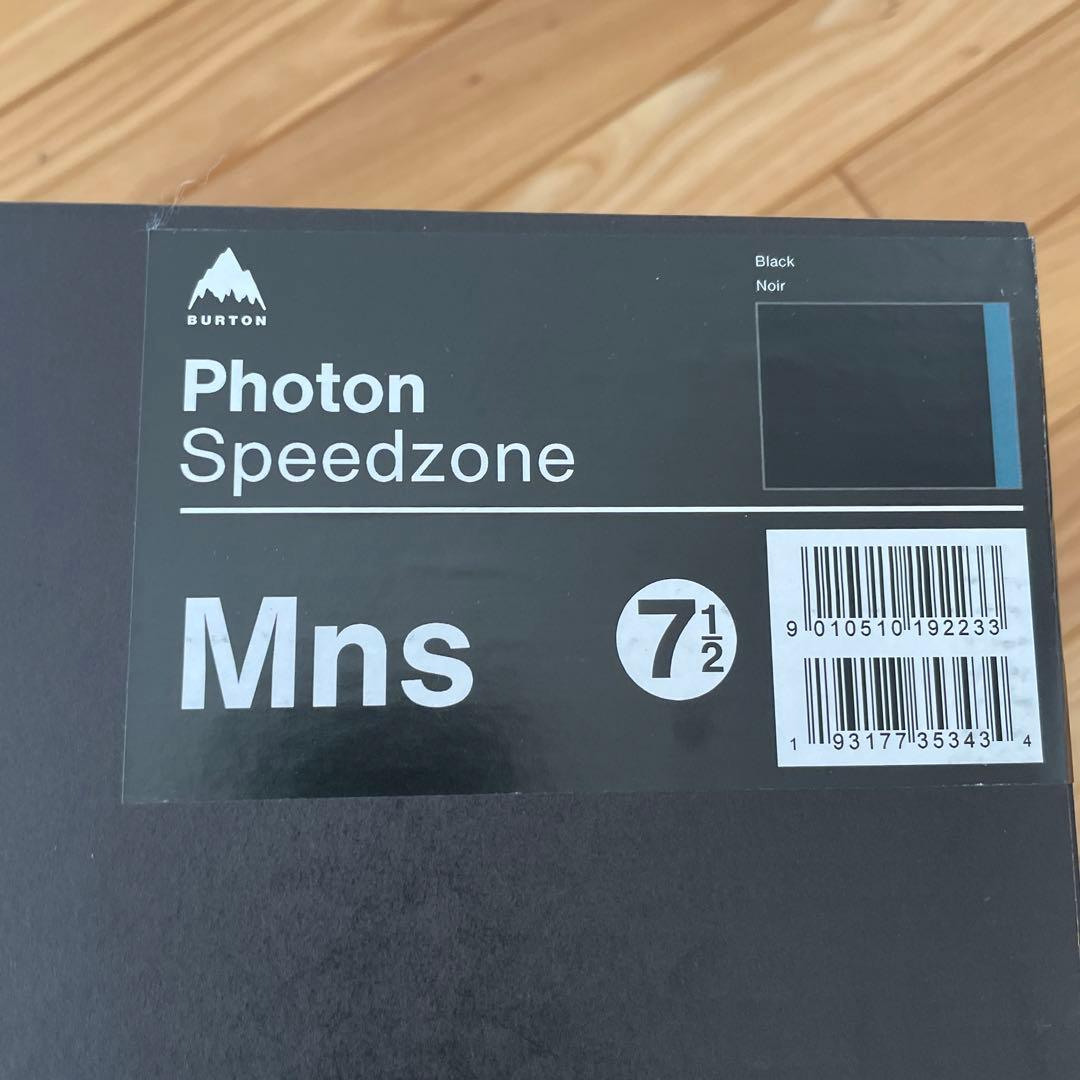 BURTON
Photon
Speedzone
Black
Noir
Mns
7 1/2
9 010510 192233
1 93177 35343 4